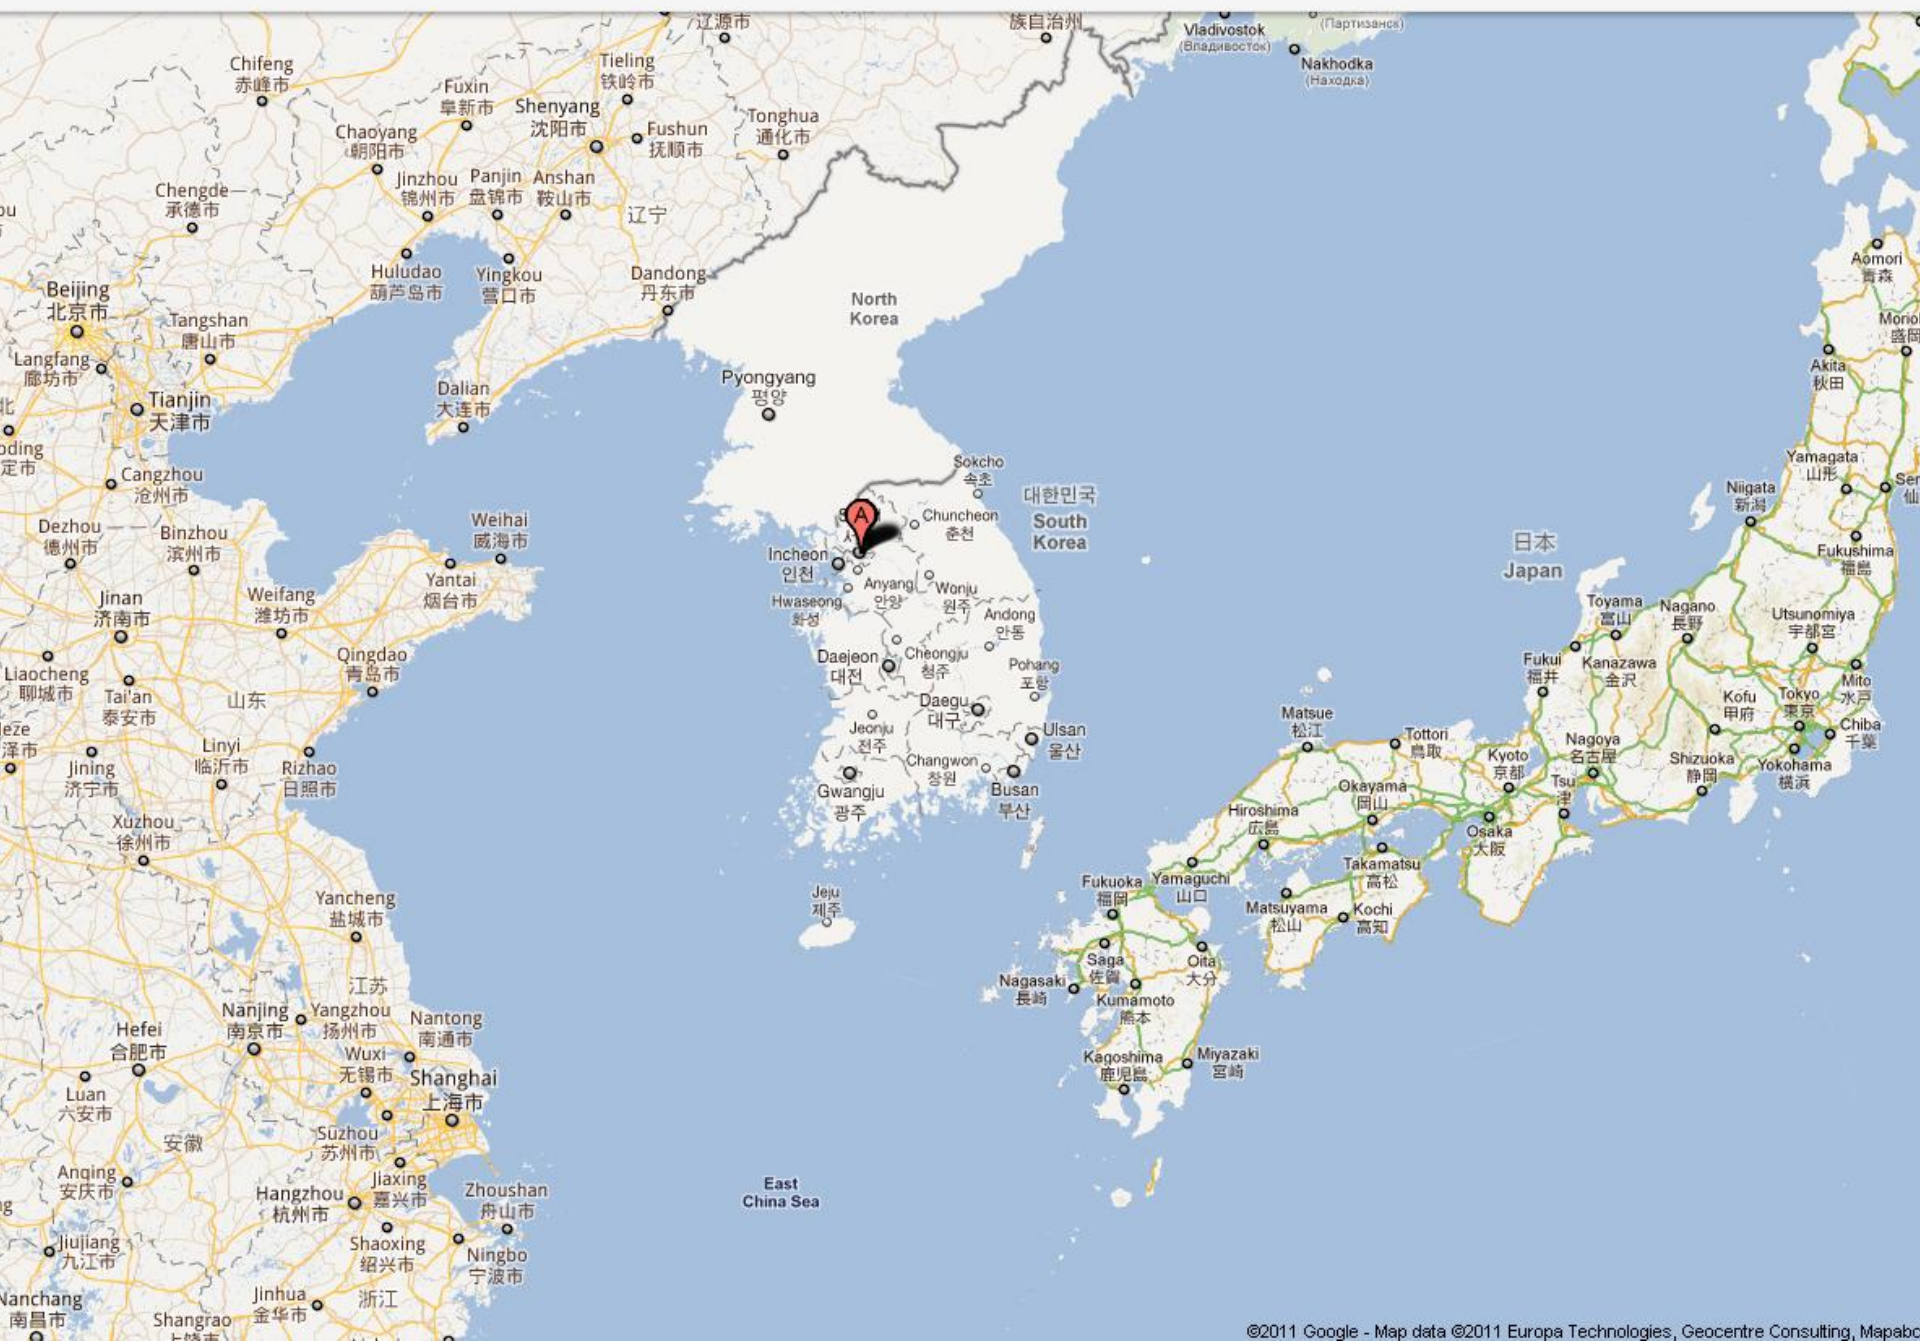 辽源市
族自治州
Vladivostok
(Владивосток)
(Партизанск)
Nakhodka
(Находка)
Chifeng
赤峰市
Tieling
铁岭市
Fuxin
阜新市
Shenyang
沈阳市
Fushun
抚顺市
Tonghua
通化市
Chaoyang
朝阳市
Jinzhou
锦州市
Panjin
盘锦市
Anshan
鞍山市
辽宁
Chengde
承德市
Huludao
葫芦岛市
Yingkou
营口市
Dandong
丹东市
Aomori
青森
Beijing
北京市
Tangshan
唐山市
North
Korea
盛岡
Langfang
廊坊市
Akita
秋田
Tianjin
天津市
Dalian
大连市
Pyongyang
평양
北
定市
Cangzhou
沧州市
Sokcho
속초
대한민국
South
Korea
Yamagata
山形
仙
Niigata
新潟
Dezhou
德州市
Binzhou
滨州市
Weihai
威海市
A
Chuncheon
춘천
Incheon
인천
日本
Japan
Fukushima
福島
Jinan
济南市
Weifang
潍坊市
Yantai
烟台市
Hwaseong
화성
Anyang
안양
Wonju
원주
Andong
안동
Toyama
富山
Nagano
長野
Utsunomiya
宇都宮
Liaocheng
聊城市
Tai'an
泰安市
山东
Qingdao
青岛市
Daejeon
대전
Cheongju
청주
Pohang
포항
Fukui
福井
Kanazawa
金沢
Kofu
甲府
Tokyo
東京
Mito
水戸
Chiba
千葉
Daegu
대구
Jeonju
전주
Ulsan
울산
Matsue
松江
Tottori
鳥取
Kyoto
京都
Nagoya
名古屋
Shizuoka
静岡
Yokohama
横浜
泽市
Jining
济宁市
Linyi
临沂市
Rizhao
日照市
Changwon
창원
Gwangju
광주
Busan
부산
Okayama
岡山
Tsu
津
Hiroshima
広島
Osaka
大阪
Xuzhou
徐州市
Takamatsu
高松
Fukuoka
福岡
Yamaguchi
山口
Matsuyama
松山
Kochi
高知
Yancheng
盐城市
Jeju
제주
Saga
佐賀
Oita
大分
Nagasaki
長崎
Kumamoto
熊本
江苏
Nanjing
南京市
Yangzhou
扬州市
Nantong
南通市
Hefei
合肥市
Wuxi
无锡市
Shanghai
上海市
Kagoshima
鹿児島
Miyazaki
宮崎
Luan
六安市
安徽
Suzhou
苏州市
Anqing
安庆市
Hangzhou
杭州市
Jiaxing
嘉兴市
Zhoushan
舟山市
East
China Sea
Jiujiang
九江市
Shaoxing
绍兴市
Ningbo
宁波市
Nanchang
南昌市
Jinhua
金华市
浙江
Shangrao
©2011 Google - Map data ©2011 Europa Technologies, Geocentre Consulting, Mapabc